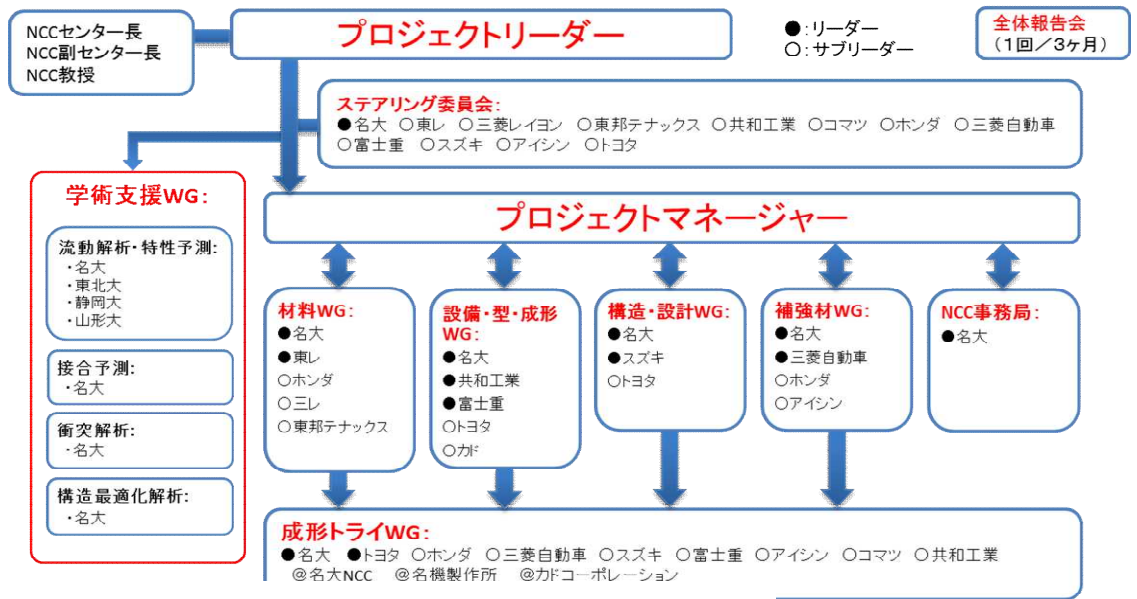 NCCセンター長
NCC副センター長
NCC教授
プロジェクトリーダー
●:リーダー
○:サブリーダー
全体報告会
(1回/3ヶ月)
ステアリング委員会:
●名大 ○東レ ○三菱レイヨン ○東邦テナックス ○共和工業 ○コマツ ○ホンダ ○三菱自動車
○富士重 ○スズキ ○アイシン ○トヨタ
学術支援WG:
流動解析・特性予測:
・名大
・東北大
・静岡大
・山形大
接合予測:
・名大
衝突解析:
・名大
構造最適化解析:
・名大
プロジェクトマネージャー
材料WG:
●名大
●東レ
○ホンダ
○三レ
○東邦テナックス
設備・型・成形
WG:
●名大
●共和工業
●富士重
○トヨタ
○カド
構造・設計WG:
●名大
●スズキ
○トヨタ
補強材WG:
●名大
●三菱自動車
○ホンダ
○アイシン
NCC事務局:
●名大
成形トライWG:
●名大 ●トヨタ ○ホンダ ○三菱自動車 ○スズキ ○富士重 ○アイシン ○コマツ ○共和工業
@名大NCC @名機製作所 @カドコーポレーション